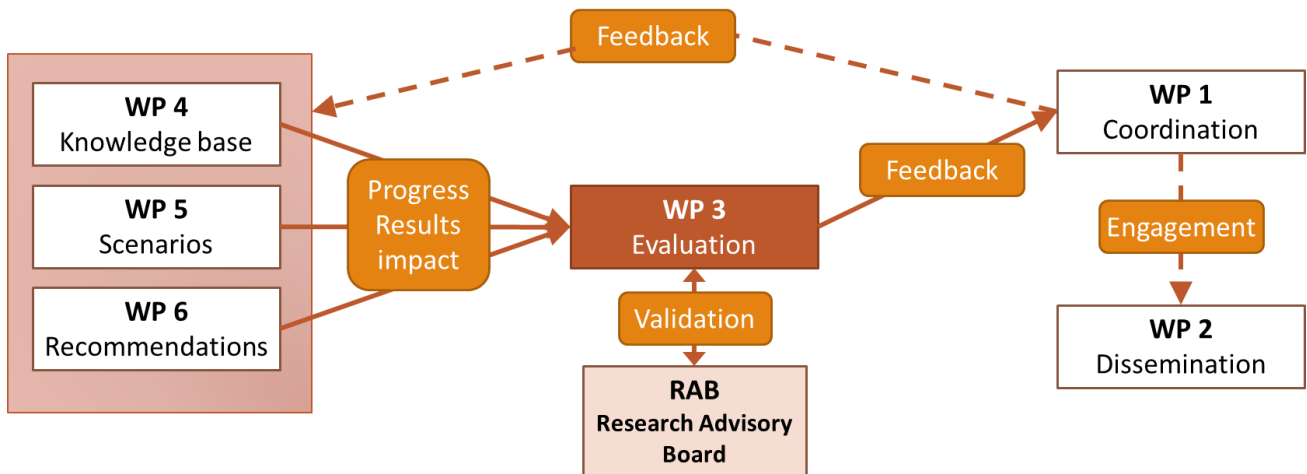 Feedback
WP 4
Knowledge base
WP 5
Scenarios
WP 6
Recommendations
Progress
Results
impact
WP 3
Evaluation
Validation
RAB
Research Advisory
Board
Feedback
WP 1
Coordination
Engagement
WP 2
Dissemination